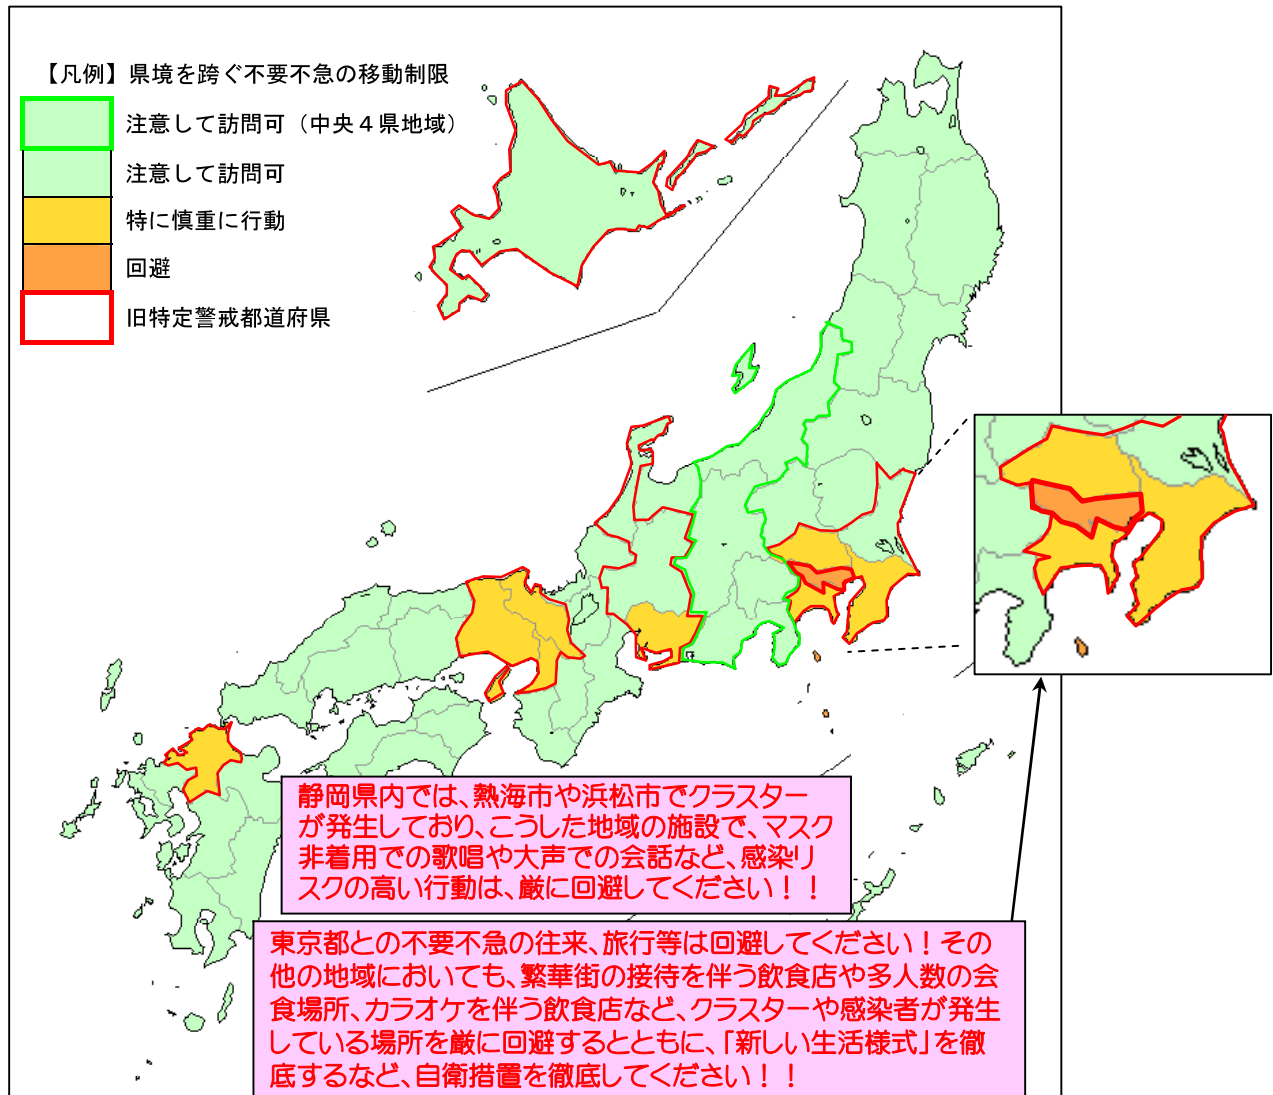 【凡例】県境を跨ぐ不要不急の移動制限
注意して訪問可（中央４県地域）
注意して訪問可
特に慎重に行動
回避
旧特定警戒都道府県
静岡県内では、熱海市や浜松市でクラスター
が発生しており、こうした地域の施設で、マスク
非着用での歌唱や大声での会話など、感染リ
スクの高い行動は、厳に回避してください！！
東京都との不要不急の往来、旅行等は回避してください！その
他の地域においても、繁華街の接待を伴う飲食店や多人数の会
食場所、カラオケを伴う飲食店など、クラスターや感染者が発生
している場所を厳に回避するとともに、「新しい生活様式」を徹
底するなど、自衛措置を徹底してください！！